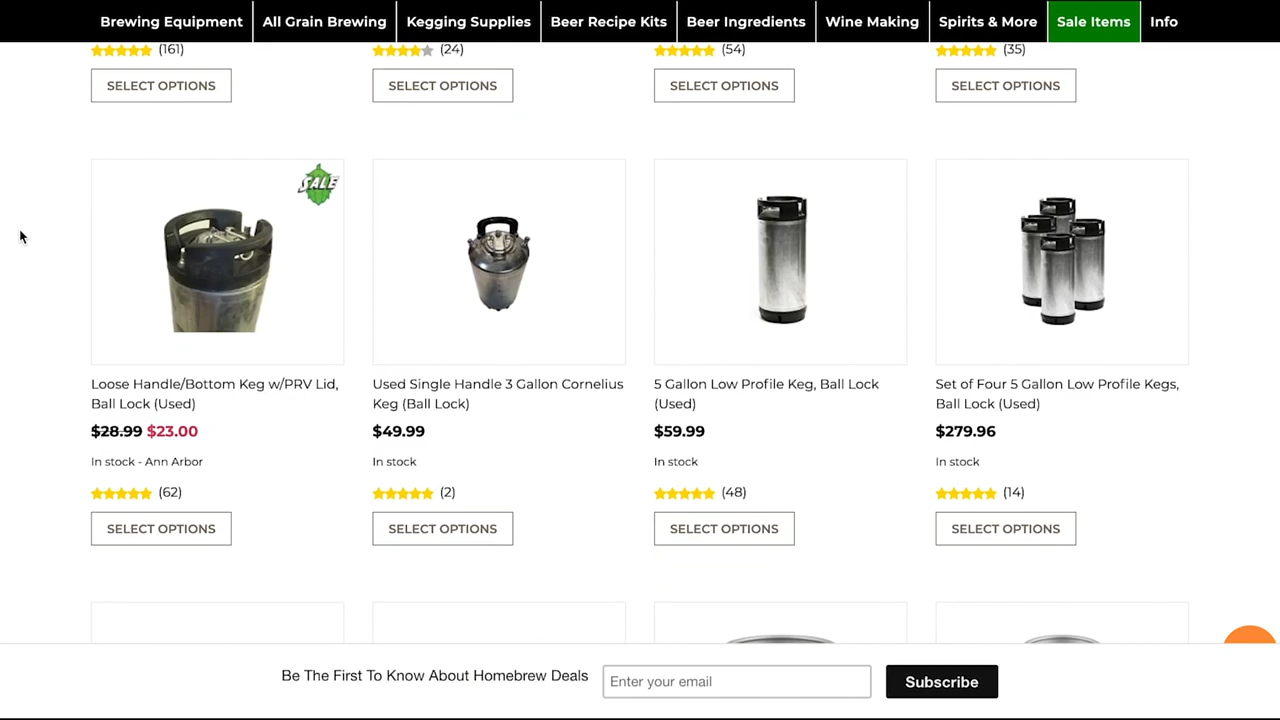 Brewing Equipment
All Grain Brewing
Kegging Supplies
Beer Recipe Kits
Beer Ingredients
Wine Making
Spirits & More
Sale Items
Info
(161)
(24)
(54)
(35)
SELECT OPTIONS
SELECT OPTIONS
SELECT OPTIONS
SELECT OPTIONS
SALE
Loose Handle/Bottom Keg w/PRV Lid,
Ball Lock (Used)
$28.99 $23.00
In stock - Ann Arbor
(62)
SELECT OPTIONS
Used Single Handle 3 Gallon Cornelius
Keg (Ball Lock)
$49.99
In stock
(2)
SELECT OPTIONS
5 Gallon Low Profile Keg, Ball Lock
(Used)
$59.99
In stock
(48)
SELECT OPTIONS
Set of Four 5 Gallon Low Profile Kegs,
Ball Lock (Used)
$279.96
In stock
(14)
SELECT OPTIONS
Be The First To Know About Homebrew Deals
Enter your email
Subscribe